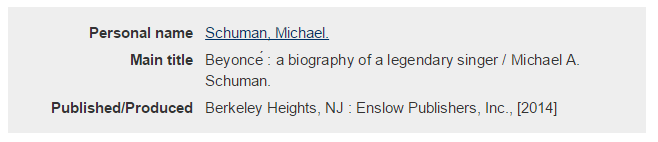 Personal name Schuman, Michael.
Main title Beyoncé : a biography of a legendary singer / Michael A.
Schuman.
Published/Produced Berkeley Heights, NJ : Enslow Publishers, Inc., [2014]